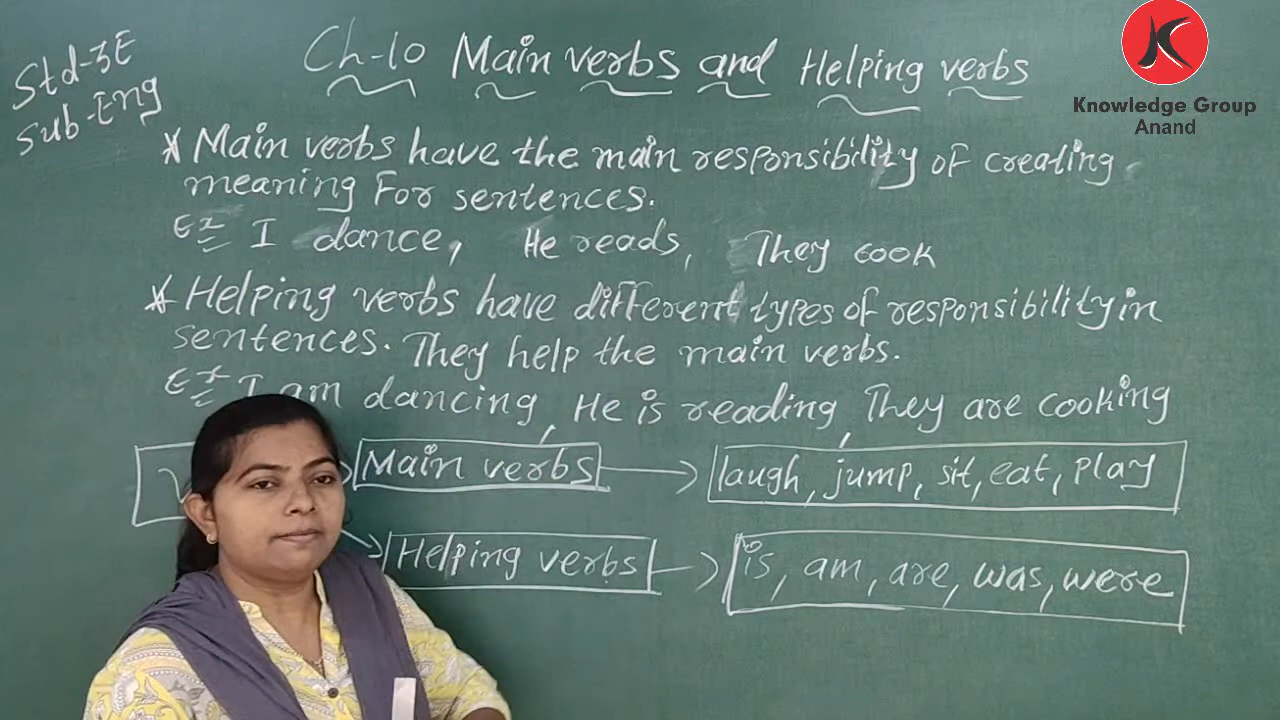 Std-3E
Sub-Eng
Ch-10 Main verbs and Helping verbs
K
Knowledge Group
Anand
* Main verbs have the main responsibility of creating
meaning For sentences.
Ex= I dance, He reads, They cook
* Helping verbs have different types of responsibility in
sentences. They help the main verbs.
Ex= I am dancing, He is reading, They are cooking
Main verbs → laugh, jump, sit, eat, play
Helping verbs → is, am, are, was, were